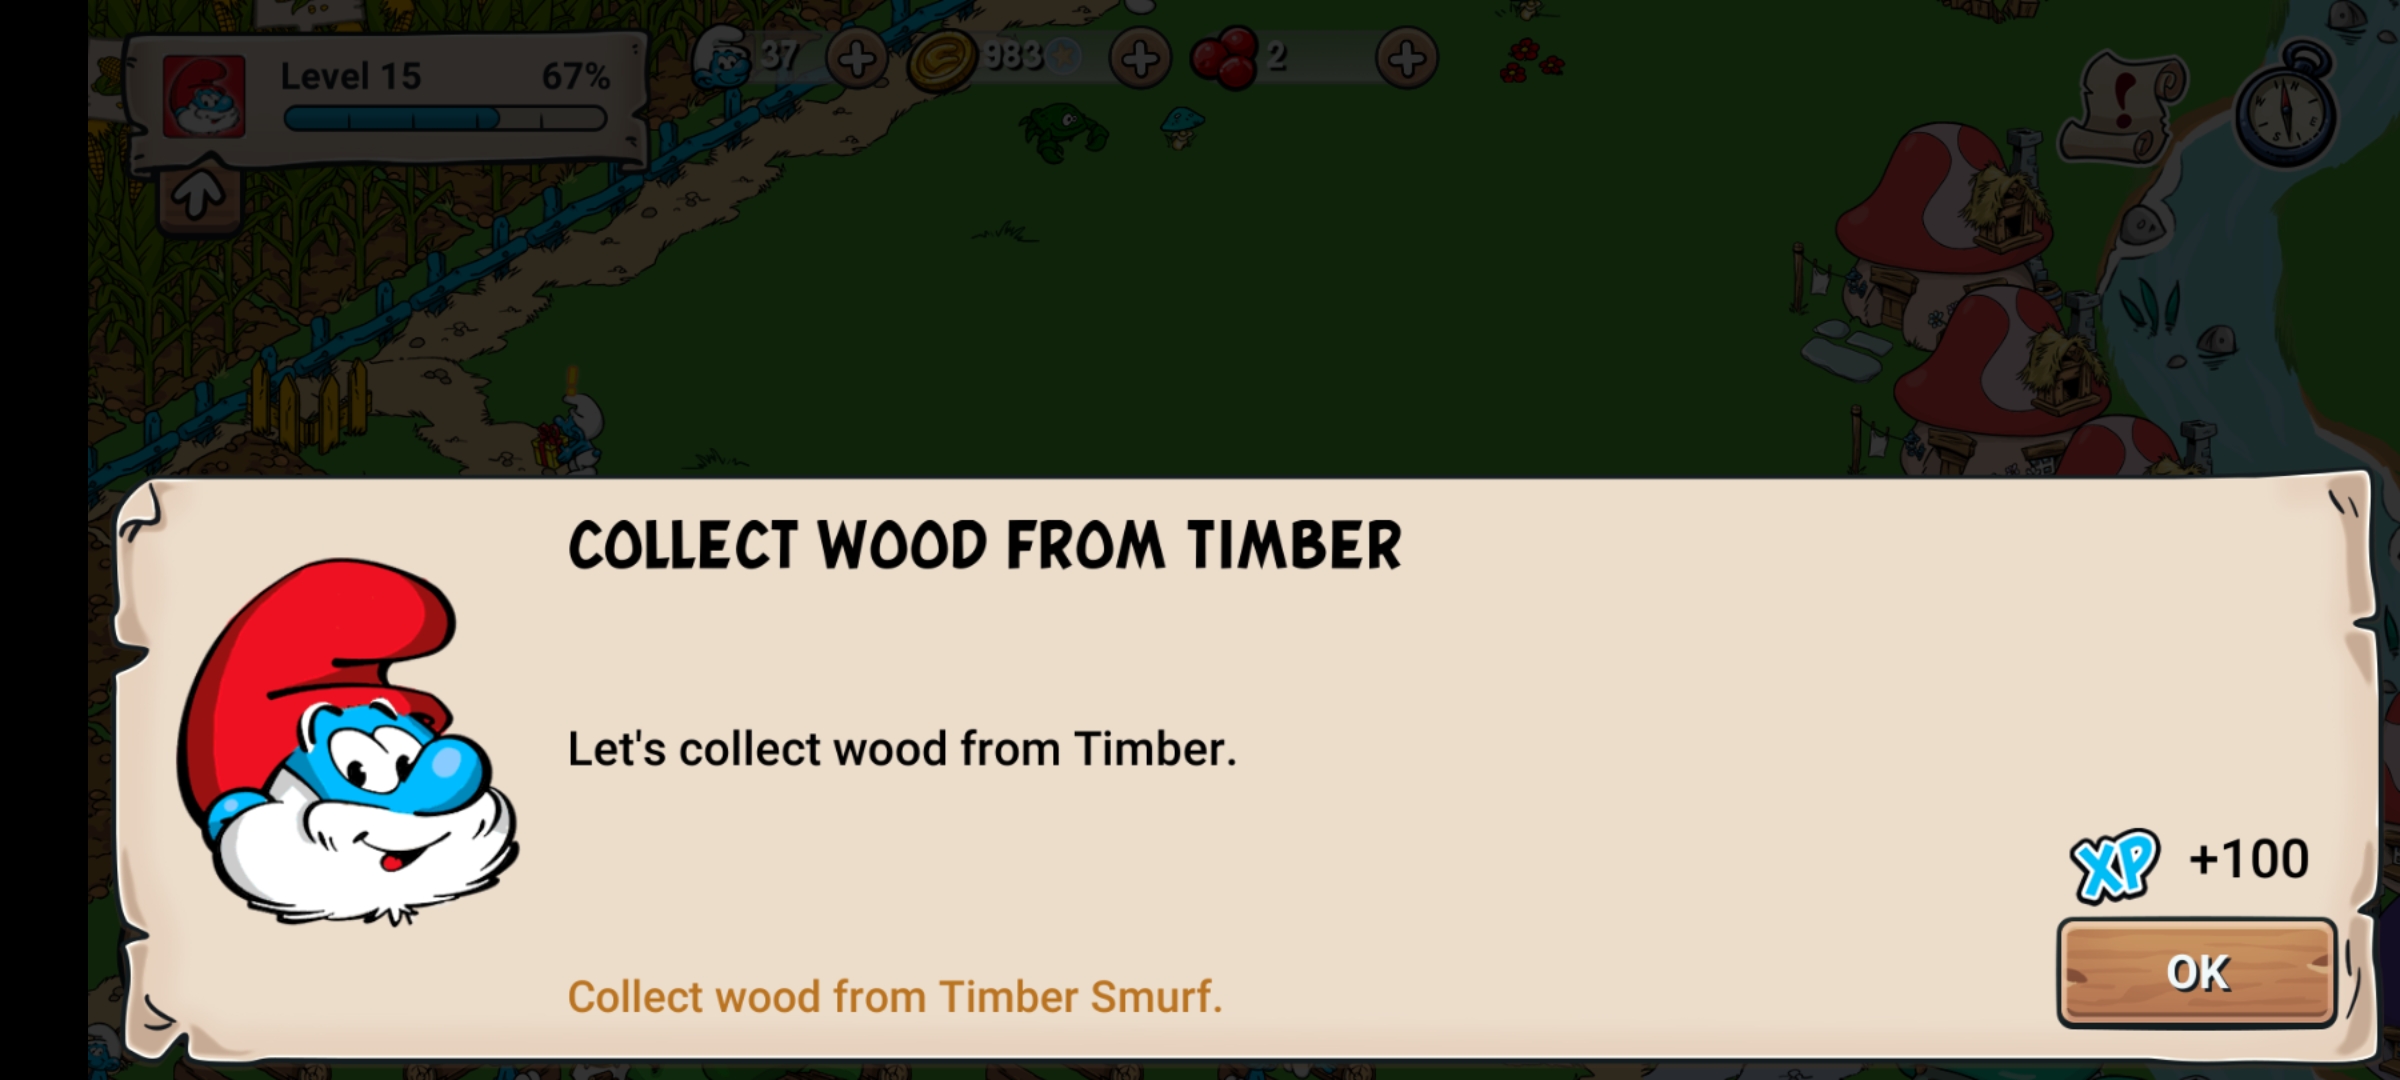 Level 15 67% 37 983 2
COLLECT WOOD FROM TIMBER
Let's collect wood from Timber.
XP +100
Collect wood from Timber Smurf.
OK